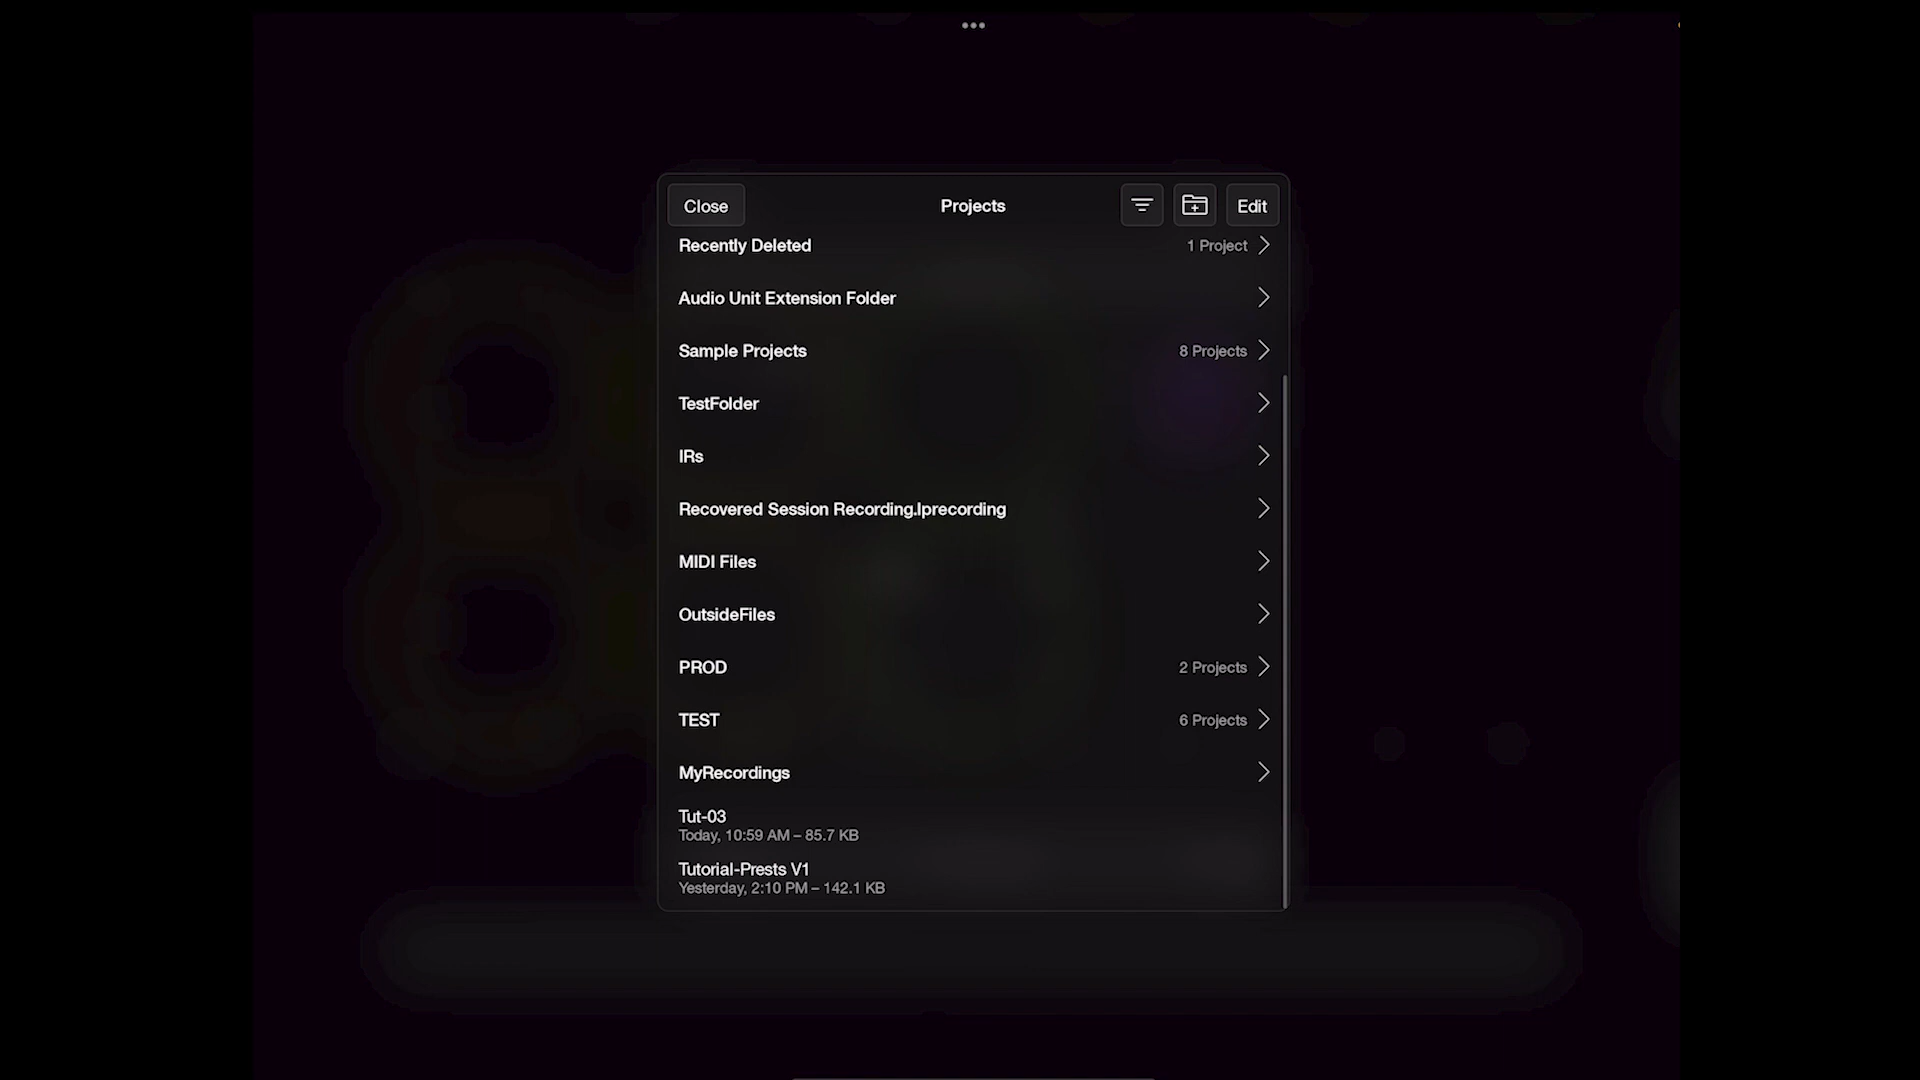 Close
Projects
Edit
Recently Deleted
1 Project
Audio Unit Extension Folder
Sample Projects
8 Projects
TestFolder
IRs
Recovered Session Recording.lprecording
MIDI Files
OutsideFiles
PROD
2 Projects
TEST
6 Projects
MyRecordings
Tut-03
Today, 10:59 AM – 85.7 KB
Tutorial-Prests V1
Yesterday, 2:10 PM – 142.1 KB